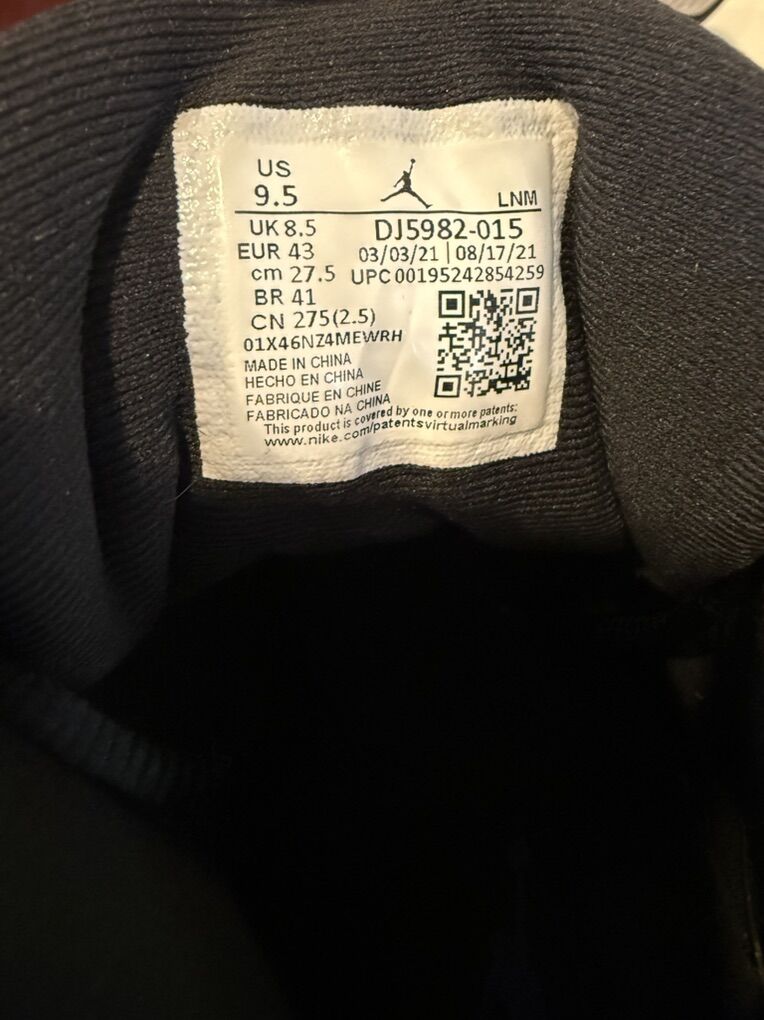 US
9.5
LNM
UK 8.5
DJ5982-015
EUR 43
03/03/21 | 08/17/21
cm 27.5
UPC 00195242854259
BR 41
CN 275(2.5)
01X46NZ4MEWRH
MADE IN CHINA
HECHO EN CHINA
FABRIQUE EN CHINE
FABRICADO NA CHINA
This product is covered by one or more patents:
www.nike.com/patentsvirtualmarking